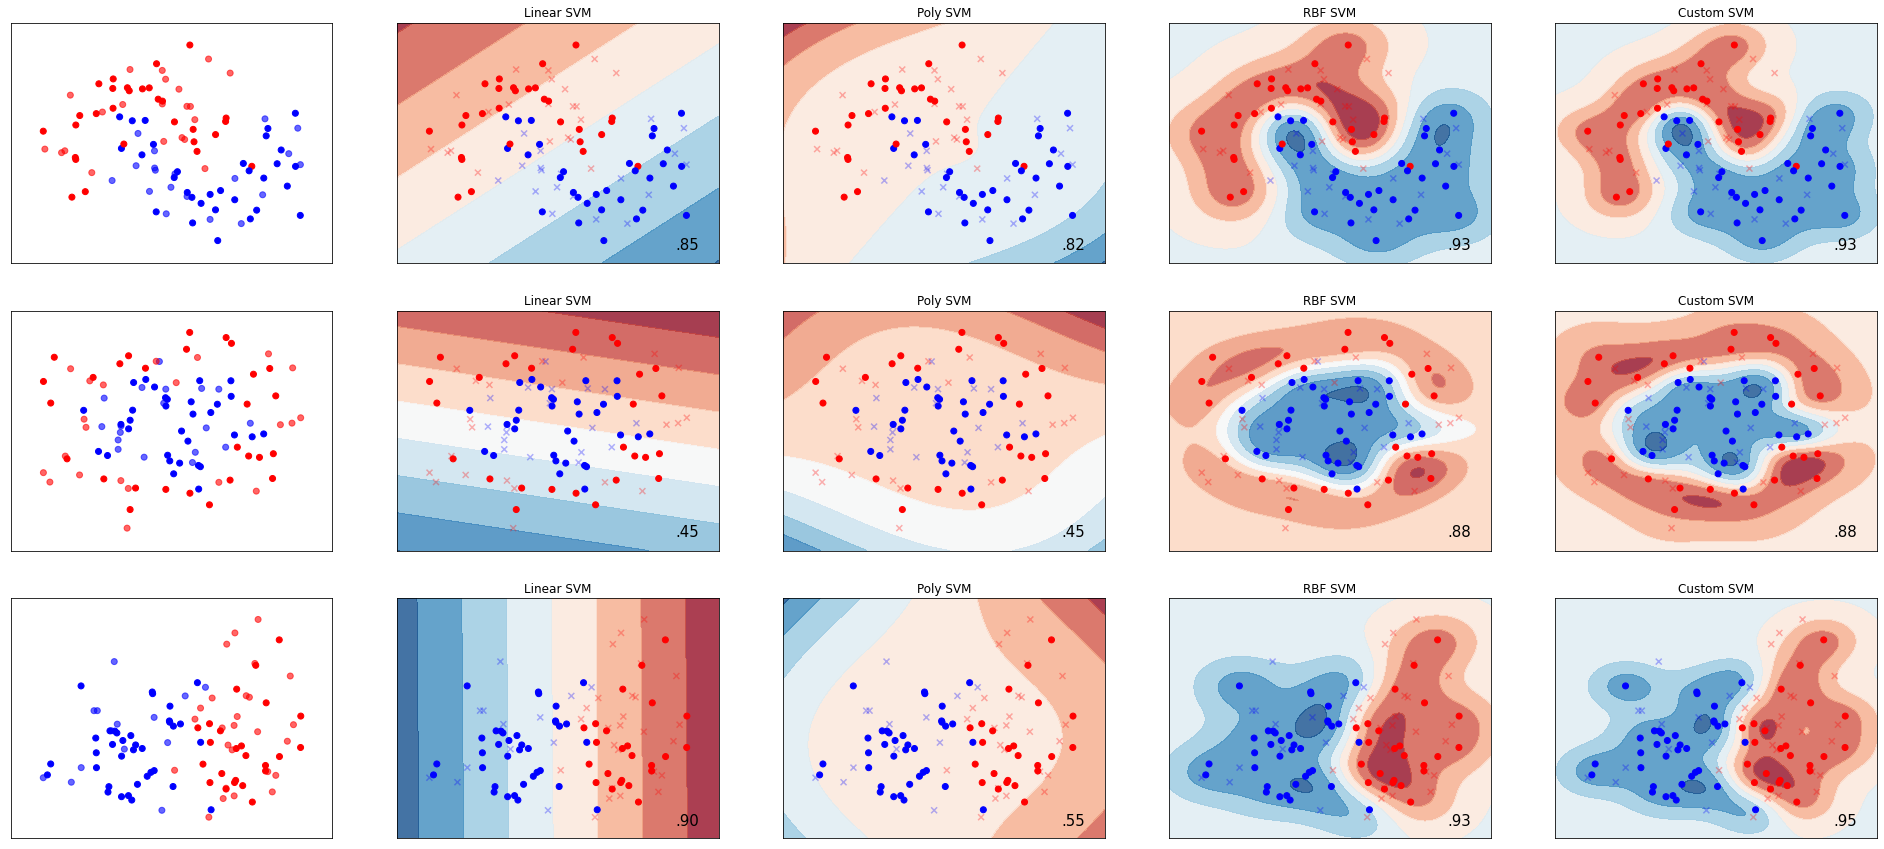 Linear SVM
Poly SVM
RBF SVM
Custom SVM
.85
.82
.93
.93
Linear SVM
Poly SVM
RBF SVM
Custom SVM
.45
.45
.88
.88
Linear SVM
Poly SVM
RBF SVM
Custom SVM
.90
.55
.93
.95